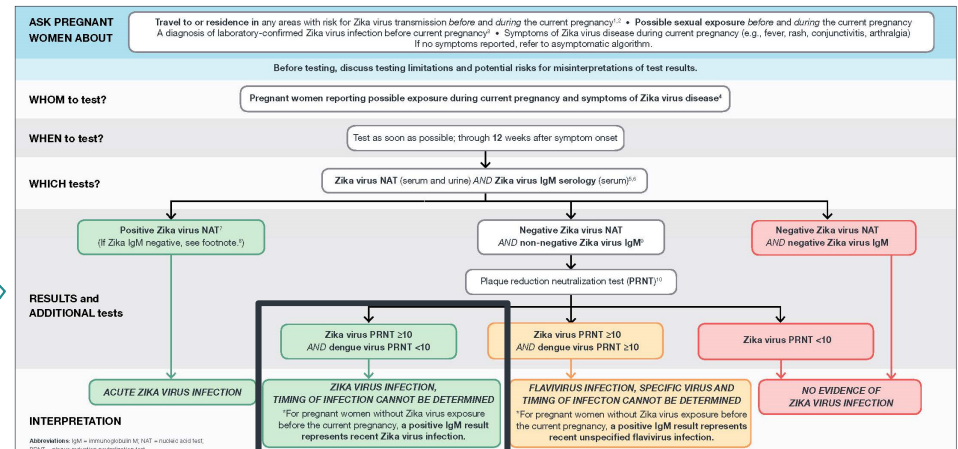 ASK PREGNANT
WOMEN ABOUT
Travel to or residence in any areas with risk for Zika virus transmission before and during the current pregnancy1,2 • Possible sexual exposure before and during the current pregnancy
A diagnosis of laboratory-confirmed Zika virus infection before current pregnancy3 • Symptoms of Zika virus disease during current pregnancy (e.g., fever, rash, conjunctivitis, arthralgia)
If no symptoms reported, refer to asymptomatic algorithm.
Before testing, discuss testing limitations and potential risks for misinterpretations of test results.
WHOM to test?
Pregnant women reporting possible exposure during current pregnancy and symptoms of Zika virus disease4
WHEN to test?
Test as soon as possible; through 12 weeks after symptom onset
WHICH tests?
Zika virus NAT (serum and urine) AND Zika virus IgM serology (serum)5,6
Positive Zika virus NAT7
(If Zika IgM negative, see footnote.8)
Negative Zika virus NAT
AND non-negative Zika virus IgM9
Negative Zika virus NAT
AND negative Zika virus IgM
Plaque reduction neutralization test (PRNT)10
RESULTS and
ADDITIONAL tests
Zika virus PRNT ≥10
AND dengue virus PRNT <10
Zika virus PRNT ≥10
AND dengue virus PRNT ≥10
Zika virus PRNT <10
INTERPRETATION
ACUTE ZIKA VIRUS INFECTION
ZIKA VIRUS INFECTION,
TIMING OF INFECTON CANNOT BE DETERMINED
†For pregnant women without Zika virus exposure
before the current pregnancy, a positive IgM result
represents recent Zika virus infection.
FLAVIVIRUS INFECTION, SPECIFIC VIRUS AND
TIMING OF INFECTON CANNOT BE DETERMINED
†For pregnant women without Zika virus exposure before
the current pregnancy, a positive IgM result represents
recent unspecified flavivirus infection.
NO EVIDENCE OF
ZIKA VIRUS INFECTION
Abbreviations: IgM = immunoglobulin M, NAT = nucleic acid test,